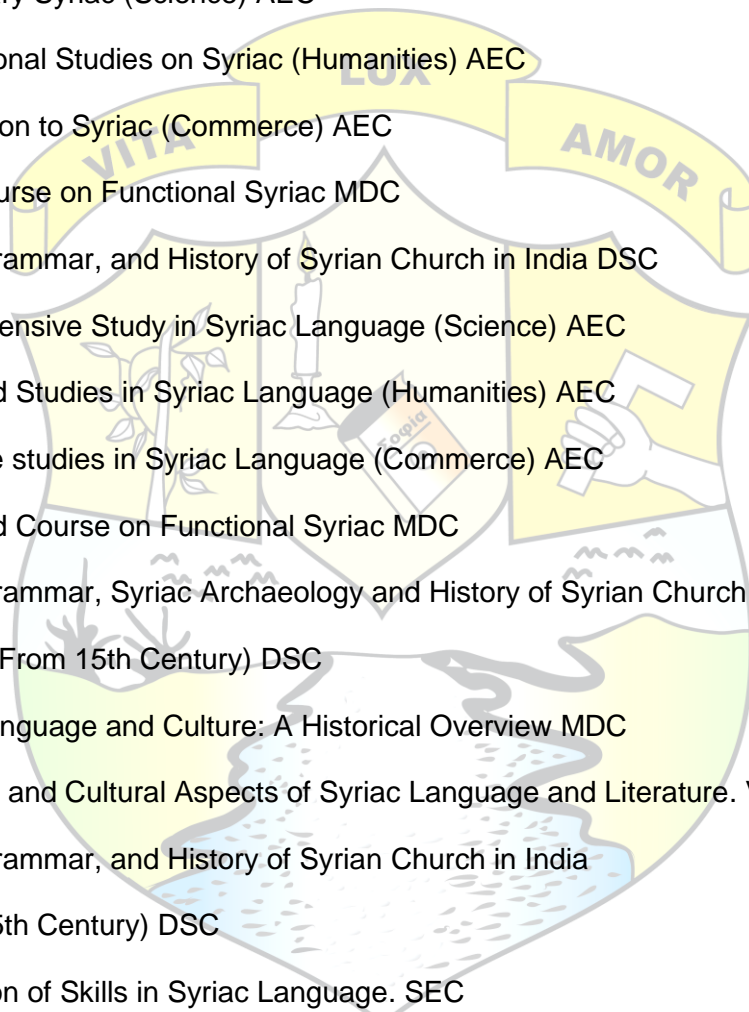 ry Syriac (Science) AEC
onal Studies on Syriac (Humanities) AEC
LUX
on to Syriac (Commerce) AEC
VITA
AMOR
urse on Functional Syriac MDC
rammar, and History of Syrian Church in India DSC
ensive Study in Syriac Language (Science) AEC
d Studies in Syriac Language (Humanities) AEC
Σοφία
e studies in Syriac Language (Commerce) AEC
d Course on Functional Syriac MDC
rammar, Syriac Archaeology and History of Syrian Church
From 15th Century) DSC
nguage and Culture: A Historical Overview MDC
and Cultural Aspects of Syriac Language and Literature.
rammar, and History of Syrian Church in India
5th Century) DSC
on of Skills in Syriac Language. SEC